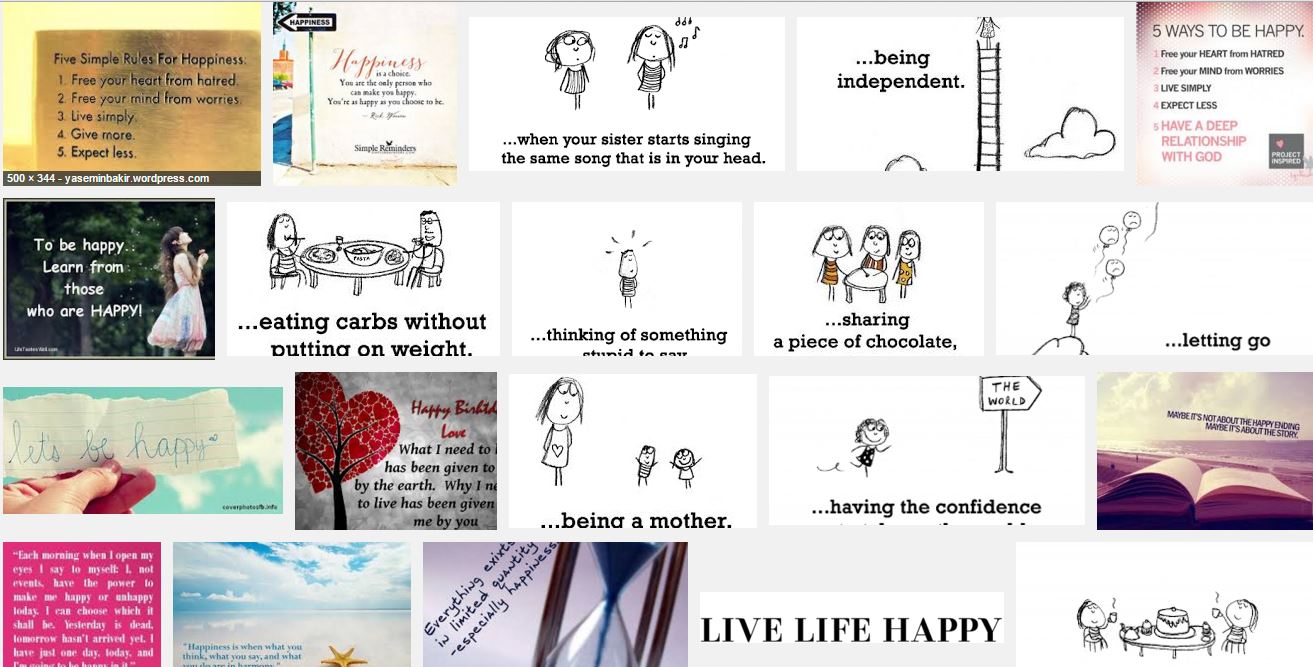 Five Simple Rules For Happiness:
1. Free your heart from hatred.
2. Free your mind from worries.
3. Live simply.
4. Give more.
5. Expect less.
500 × 344 - yaseminbakir.wordpress.com
HAPPINESS
Happiness
is a choice.
You are the only person who
can make you happy.
You're as happy as you choose to be.
– Rick Warren
Simple Reminders
...when your sister starts singing
the same song that is in your head.
...being
independent.
5 WAYS TO BE HAPPY.
1 Free your HEART from HATRED
2 Free your MIND from WORRIES
3 LIVE SIMPLY
4 EXPECT LESS
5 HAVE A DEEP
RELATIONSHIP
WITH GOD
PROJECT
INSPIRED
To be happy..
Learn from
those
who are HAPPY!
PASTA
...eating carbs without
putting on weight.
...thinking of something
stupid to say
...sharing
a piece of chocolate,
...letting go
let's be happy
coverphotosfb.info
Happy Birhtd
Love
What I need to
has been given to
by the earth. Why I ne
to live has been given
me by you
...being a mother.
THE
WORLD
...having the confidence
MAYBE IT'S NOT ABOUT THE HAPPY ENDING
MAYBE IT'S ABOUT THE STORY.
"Each morning when I open my
eyes I say to myself: I, not
events, have the power to
make me happy or unhappy
today. I can choose which it
shall be. Yesterday is dead,
tomorrow hasn't arrived yet. I
have just one day, today, and
I'm going to be happy in it."
"Happiness is when what you
think, what you say, and what
you do are in harmony."
Everything exixts
in limited quantity
-especially happiness.
LIVE LIFE HAPPY